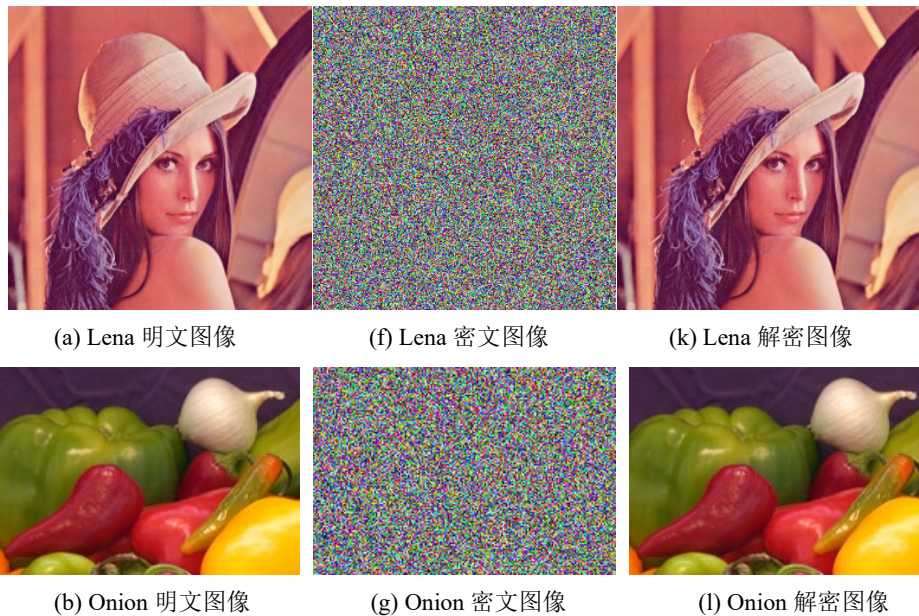 (a) Lena 明文图像
(f) Lena 密文图像
(k) Lena 解密图像
(b) Onion 明文图像
(g) Onion 密文图像
(l) Onion 解密图像